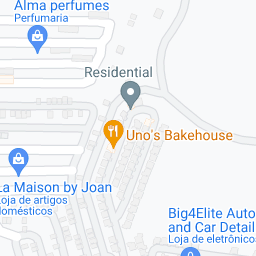 Alma perfumes
Perfumaria
Residential
Uno's Bakehouse
La Maison by Joan
Loja de artigos
domésticos
Big4Elite Auto
and Car Detail
Loja de eletrônicos